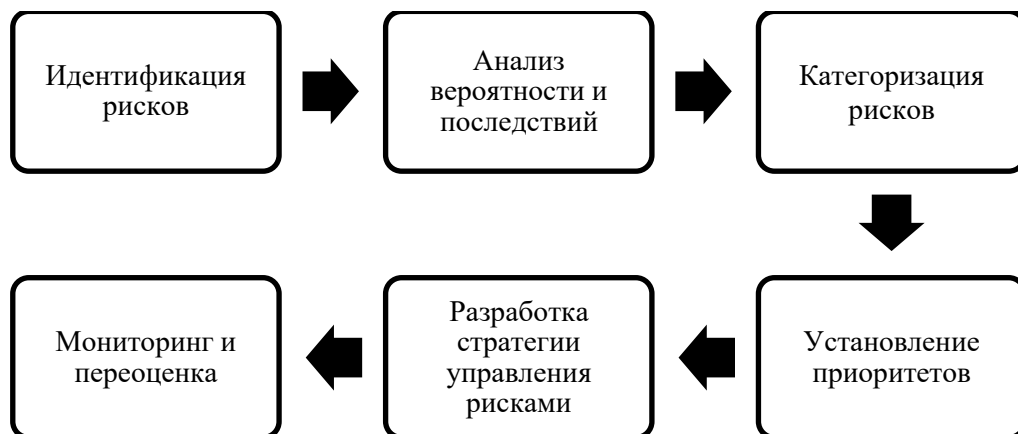 Идентификация
рисков
Анализ
вероятности и
последствий
Категоризация
рисков
Установление
приоритетов
Разработка
стратегии
управления
рисками
Мониторинг и
переоценка